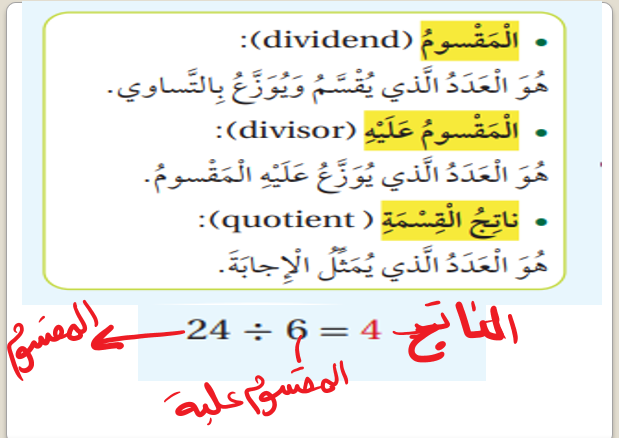 • الْمَقْسومُ (dividend):
هُوَ الْعَدَدُ الَّذي يُقْسَّمُ وَيُوَزَّعُ بِالتَّساوي.
• الْمَقْسومُ عَلَيْهِ (divisor):
هُوَ الْعَدَدُ الَّذي يُوَزَّعُ عَلَيْهِ الْمَقْسومُ.
• ناتِجُ الْقِسْمَةِ (quotient ):
هُوَ الْعَدَدُ الَّذي يُمَثِّلُ الْإِجابَةَ.
المقسوم 24 ÷ 6 = 4 الناتج
المقسوم علية